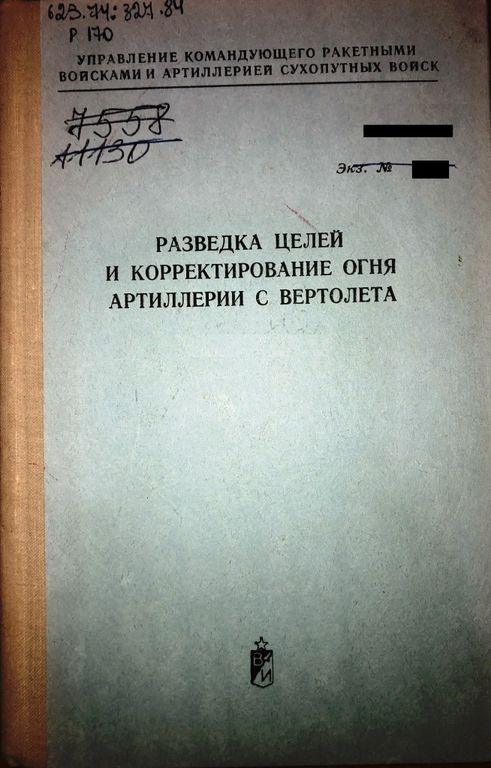 623.74:327.84
Р 170
УПРАВЛЕНИЕ КОМАНДУЮЩЕГО РАКЕТНЫМИ
ВОЙСКАМИ И АРТИЛЛЕРИЕЙ СУХОПУТНЫХ ВОЙСК
7558
А1130
Экз. №
РАЗВЕДКА ЦЕЛЕЙ
И КОРРЕКТИРОВАНИЕ ОГНЯ
АРТИЛЛЕРИИ С ВЕРТОЛЕТА
ВИ